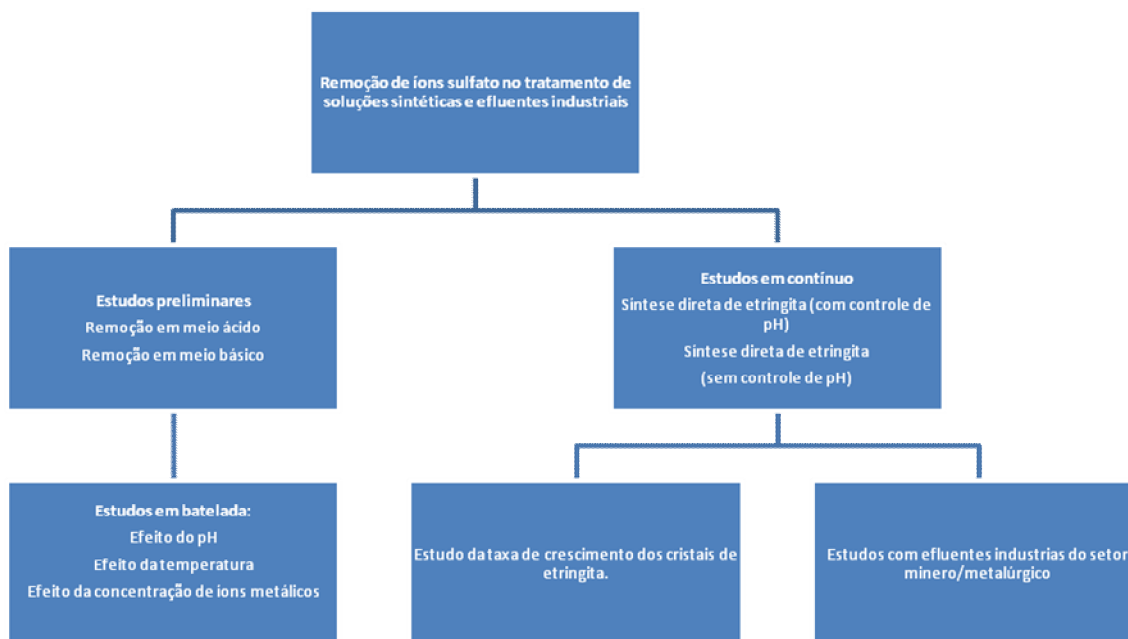 Remoção de íons sulfato no tratamento de
soluções sintéticas e efluentes industriais
Estudos preliminares
Remoção em meio ácido
Remoção em meio básico
Estudos em contínuo
Síntese direta de etringita (com controle de
pH)
Síntese direta de etringita
(sem controle de pH)
Estudos em batelada:
Efeito do pH
Efeito da temperatura
Efeito da concentração de íons metálicos
Estudo da taxa de crescimento dos cristais de
etringita.
Estudos com efluentes industrias do setor
minero/metalúrgico